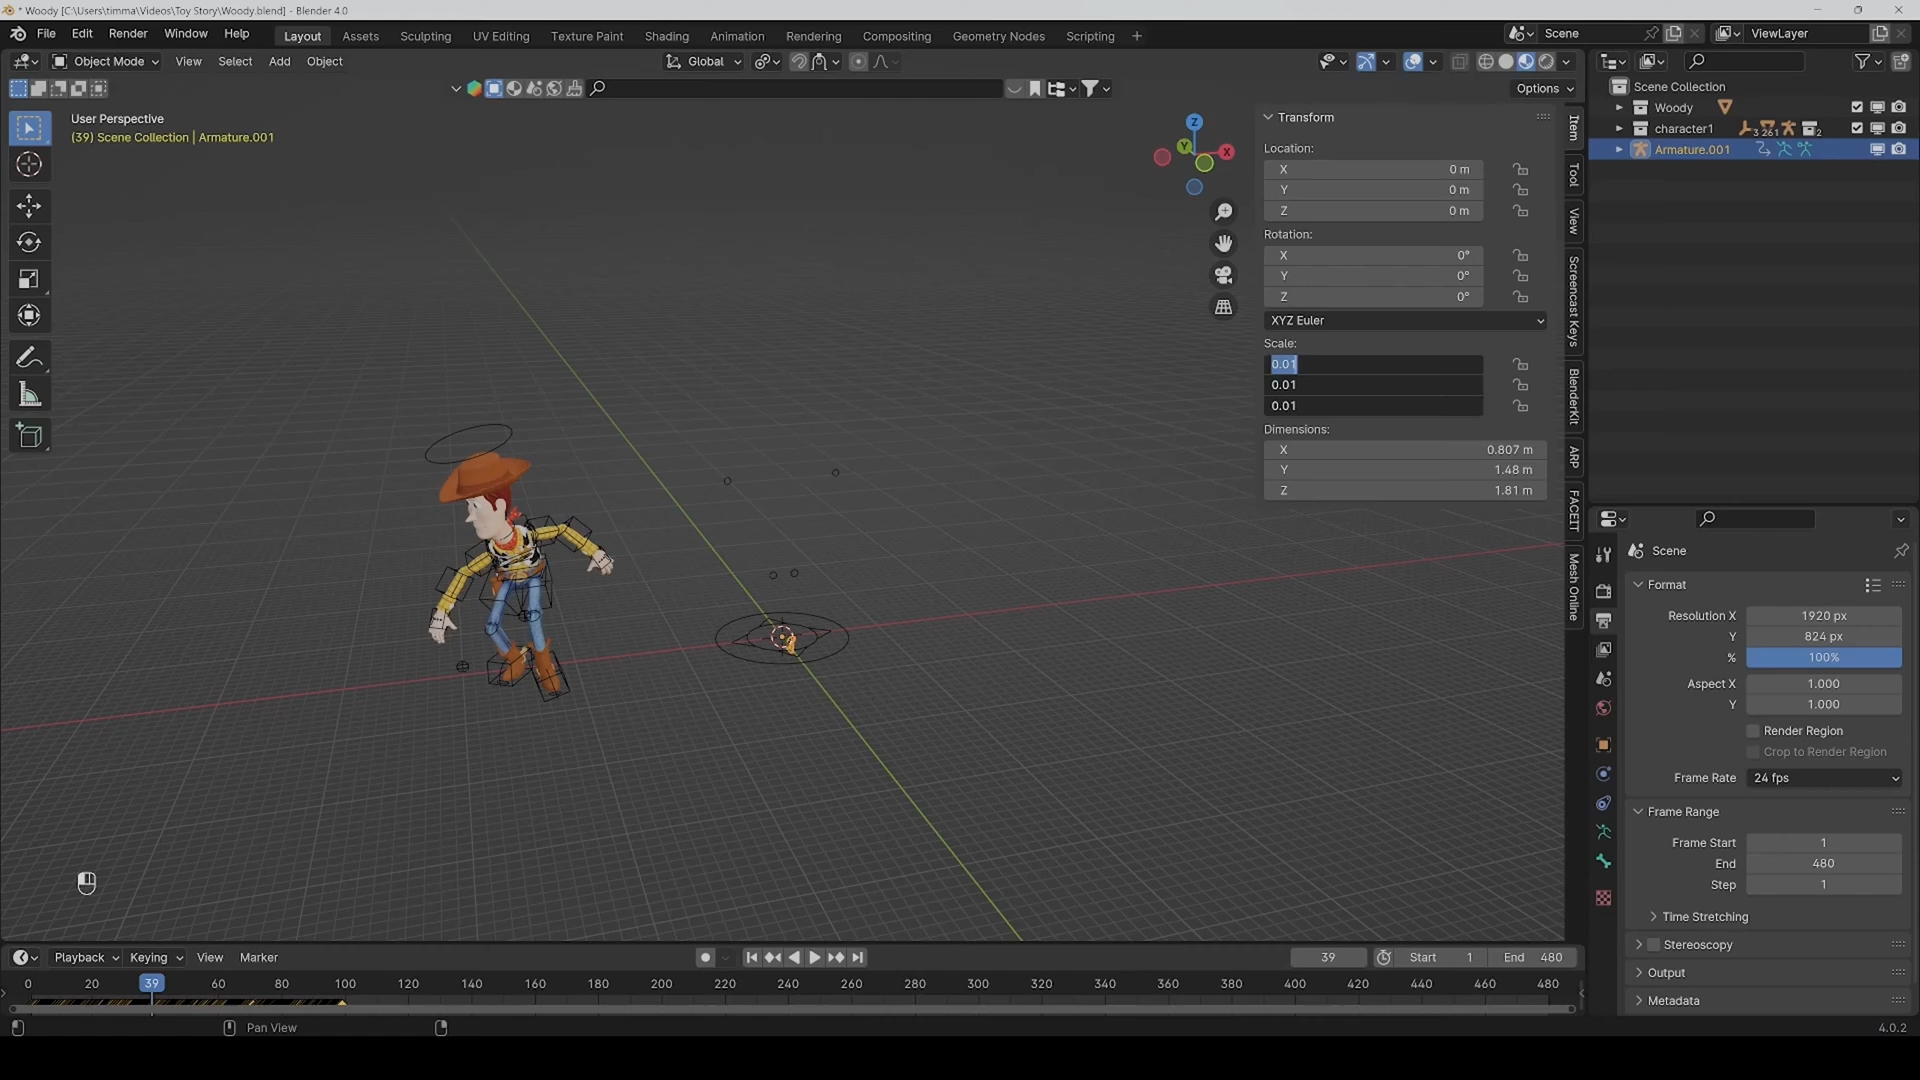 * Woody [C:\Users\timma\Videos\Toy Story\Woody.blend] - Blender 4.0
File Edit Render Window Help Layout Assets Sculpting UV Editing Texture Paint Shading Animation Rendering Compositing Geometry Nodes Scripting + Scene ViewLayer
Object Mode View Select Add Object Global
Options
User Perspective
(39) Scene Collection | Armature.001
Z
Y
X
Transform
Location:
X 0 m
Y 0 m
Z 0 m
Rotation:
X 0°
Y 0°
Z 0°
XYZ Euler
Scale:
0.01
0.01
0.01
Dimensions:
X 0.807 m
Y 1.48 m
Z 1.81 m
Item
Tool
View
Screencast Keys
BlenderKit
ARP
FACEIT
Mesh Online
Scene Collection
Woody
character1 3 261 2
Armature.001
Scene
Format
Resolution X 1920 px
Y 824 px
% 100%
Aspect X 1.000
Y 1.000
Render Region
Crop to Render Region
Frame Rate 24 fps
Frame Range
Frame Start 1
End 480
Step 1
Time Stretching
Stereoscopy
Output
Metadata
Playback Keying View Marker 39 Start 1 End 480
0 20 39 60 80 100 120 140 160 180 200 220 240 260 280 300 320 340 360 380 400 420 440 460 480
Pan View
4.0.2